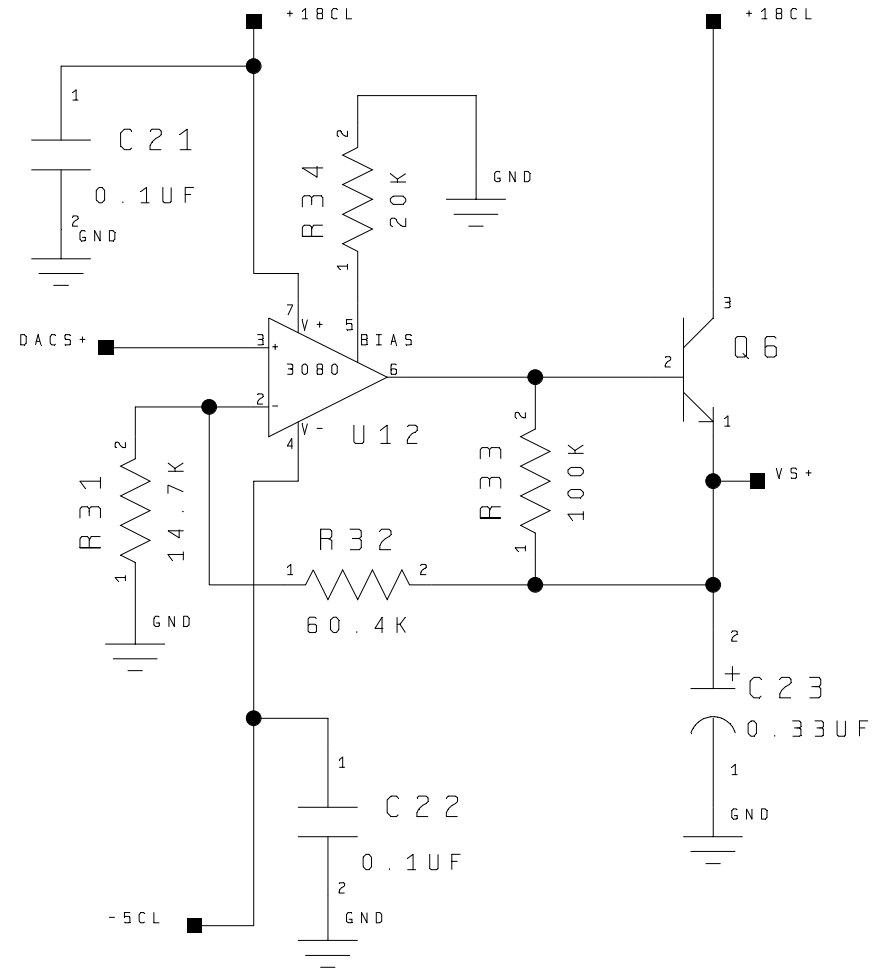 +18CL
+18CL
1
C21
0.1UF
2
GND
2
R34
20K
1
GND
7
V+
5
BIAS
DACS+
3
+
3080
6
2
-
V-
4
U12
3
2
Q6
1
VS+
2
R31
14.7K
1
GND
2
R33
100K
1
R32
1
2
60.4K
2
+
C23
0.33UF
1
GND
1
C22
0.1UF
2
GND
-5CL